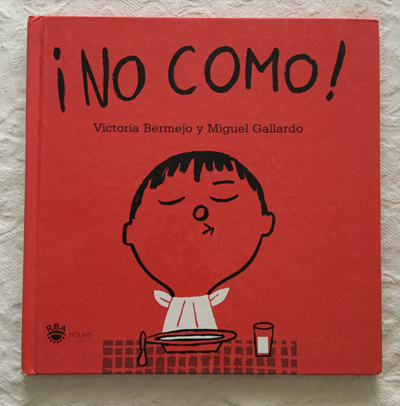 ¡NO COMO!
Victoria Bermejo y Miguel Gallardo
RBA
MOLINO